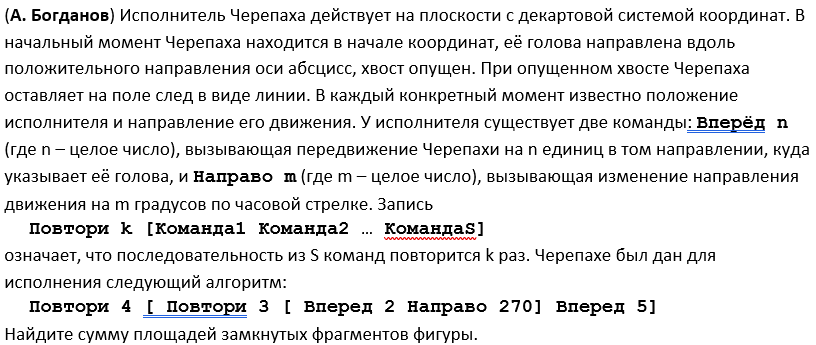 (А. Богданов) Исполнитель Черепаха действует на плоскости с декартовой системой координат. В
начальный момент Черепаха находится в начале координат, её голова направлена вдоль
положительного направления оси абсцисс, хвост опущен. При опущенном хвосте Черепаха
оставляет на поле след в виде линии. В каждый конкретный момент известно положение
исполнителя и направление его движения. У исполнителя существует две команды: Вперёд n
(где n – целое число), вызывающая передвижение Черепахи на n единиц в том направлении, куда
указывает её голова, и Направо m (где m – целое число), вызывающая изменение направления
движения на m градусов по часовой стрелке. Запись
Повтори k [Команда1 Команда2 … КомандаS]
означает, что последовательность из S команд повторится k раз. Черепахе был дан для
исполнения следующий алгоритм:
Повтори 4 [ Повтори 3 [ Вперед 2 Направо 270] Вперед 5]
Найдите сумму площадей замкнутых фрагментов фигуры.